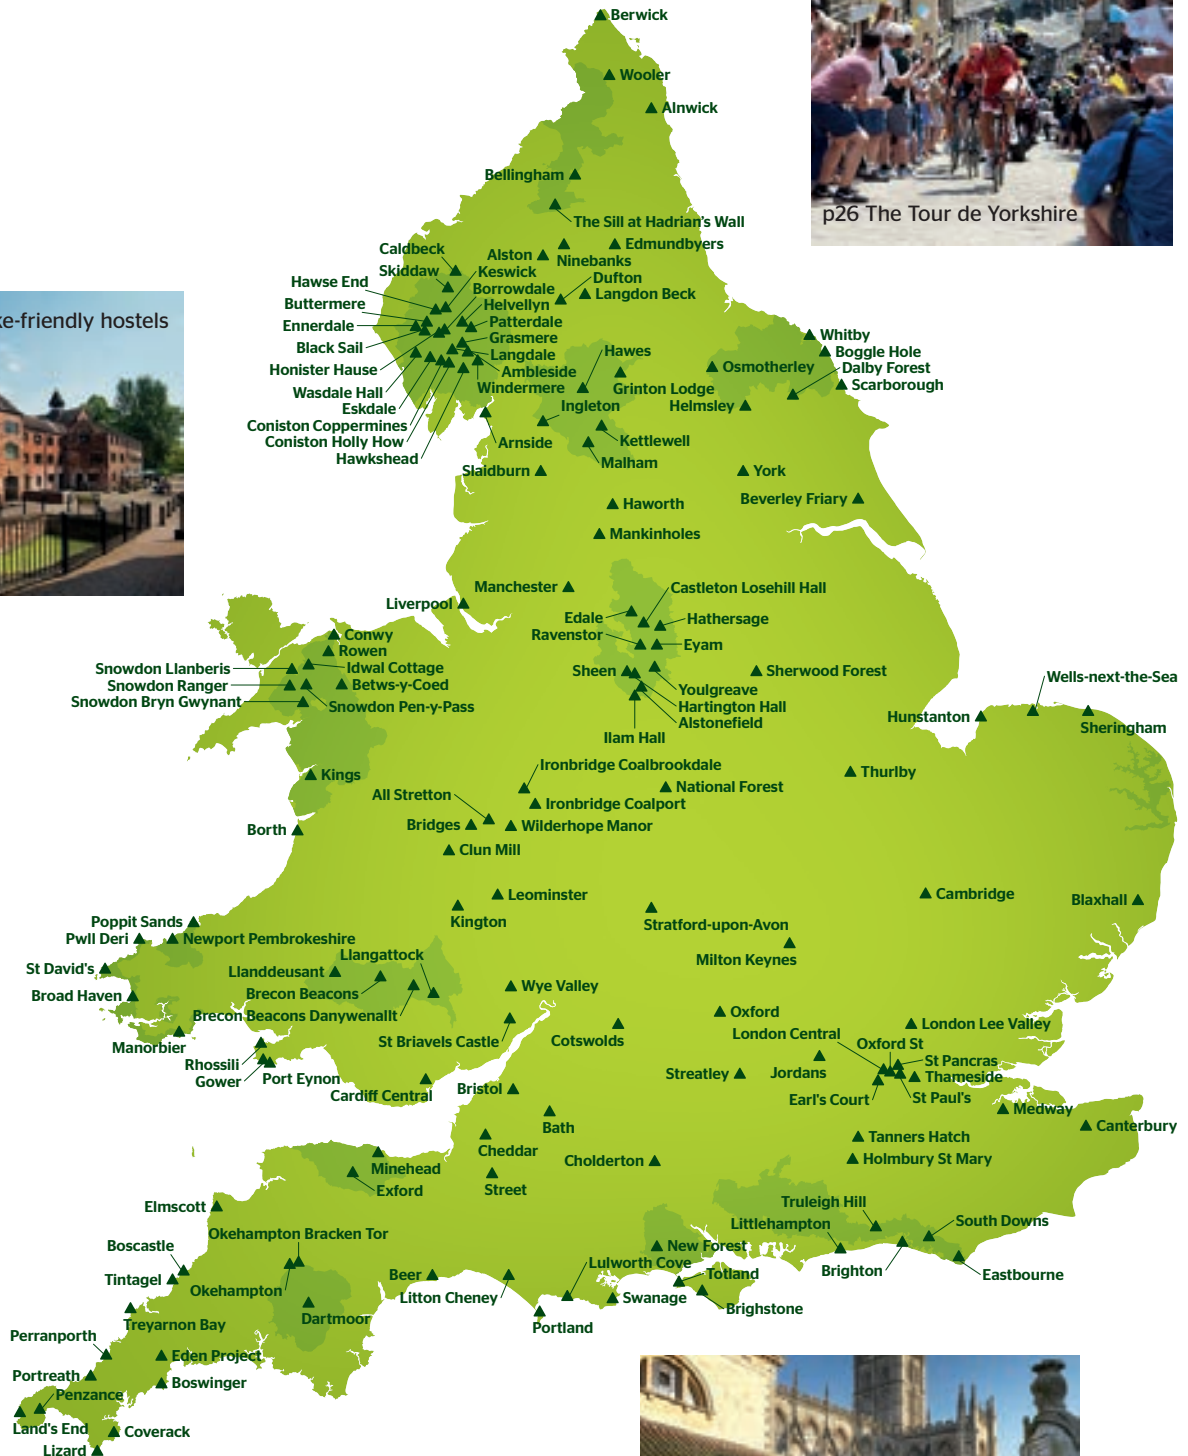 Berwick
Wooler
Alnwick
p26 The Tour de Yorkshire
Bellingham
The Sill at Hadrian's Wall
Edmundbyers
Ninebanks
Alston
Caldbeck
Skiddaw
Keswick
Dufton
Hawse End
Borrowdale
Langdon Beck
Buttermere
Helvellyn
Ennerdale
Patterdale
ke-friendly hostels
Black Sail
Grasmere
Whitby
Honister Hause
Langdale
Hawes
Boggle Hole
Wasdale Hall
Ambleside
Osmotherley
Dalby Forest
Eskdale
Windermere
Grinton Lodge
Scarborough
Coniston Coppermines
Ingleton
Helmsley
Coniston Holly How
Arnside
Kettlewell
Hawkshead
Malham
Slaidburn
York
Beverley Friary
Haworth
Mankinholes
Manchester
Castleton Losehill Hall
Liverpool
Edale
Hathersage
Conwy
Ravenstor
Eyam
Rowen
Snowdon Llanberis
Idwal Cottage
Sheen
Sherwood Forest
Snowdon Ranger
Betws-y-Coed
Youlgreave
Wells-next-the-Sea
Snowdon Bryn Gwynant
Snowdon Pen-y-Pass
Hartington Hall
Hunstanton
Alstonefield
Sheringham
Ilam Hall
Ironbridge Coalbrookdale
Kings
National Forest
Thurlby
All Stretton
Ironbridge Coalport
Borth
Bridges
Wilderhope Manor
Clun Mill
Leominster
Cambridge
Blaxhall
Kington
Stratford-upon-Avon
Poppit Sands
Pwll Deri
Newport Pembrokeshire
Milton Keynes
Llangattock
St David's
Llanddeusant
Broad Haven
Brecon Beacons
Wye Valley
Brecon Beacons Danywenallt
Oxford
Manorbier
St Briavels Castle
Cotswolds
London Central
London Lee Valley
Oxford St
Rhossili
St Pancras
Gower
Port Eynon
Streatley
Jordans
Thameside
Cardiff Central
Bristol
Earl's Court
St Paul's
Medway
Bath
Canterbury
Cheddar
Tanners Hatch
Minehead
Cholderton
Holmbury St Mary
Exford
Street
Elmscott
Truleigh Hill
Okehampton Bracken Tor
Littlehampton
South Downs
Boscastle
New Forest
Lulworth Cove
Tintagel
Beer
Totland
Brighton
Eastbourne
Okehampton
Litton Cheney
Swanage
Brighstone
Treyarnon Bay
Dartmoor
Portland
Perranporth
Eden Project
Portreath
Boswinger
Penzance
Land's End
Coverack
Lizard